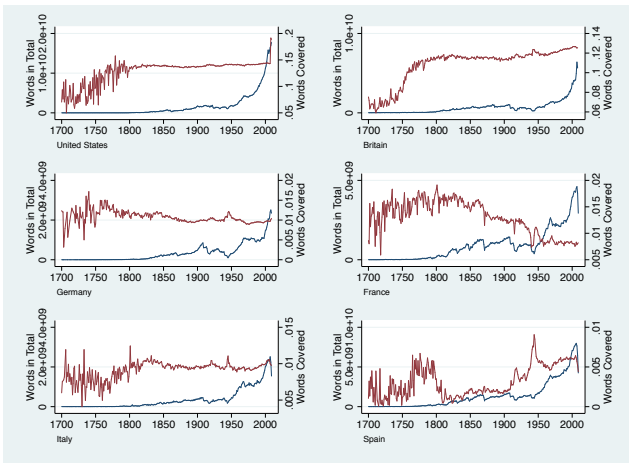 Words in Total
0 1.0e+10 2.0e+10
.05 .1 .15 .2
Words Covered
1700 1750 1800 1850 1900 1950 2000
United States
Words in Total
0 1.0e+10
.06 .08 .1 .12 .14
Words Covered
1700 1750 1800 1850 1900 1950 2000
Britain
Words in Total
0 2.0e+09 4.0e+09
0 .005 .01 .015 .02
Words Covered
1700 1750 1800 1850 1900 1950 2000
Germany
Words in Total
0 5.0e+09
.005 .01 .015 .02
Words Covered
1700 1750 1800 1850 1900 1950 2000
France
Words in Total
0 2.0e+09 4.0e+09
.005 .01 .015
Words Covered
1700 1750 1800 1850 1900 1950 2000
Italy
Words in Total
0 5.0e+09 1.0e+10
0 .005 .01
Words Covered
1700 1750 1800 1850 1900 1950 2000
Spain